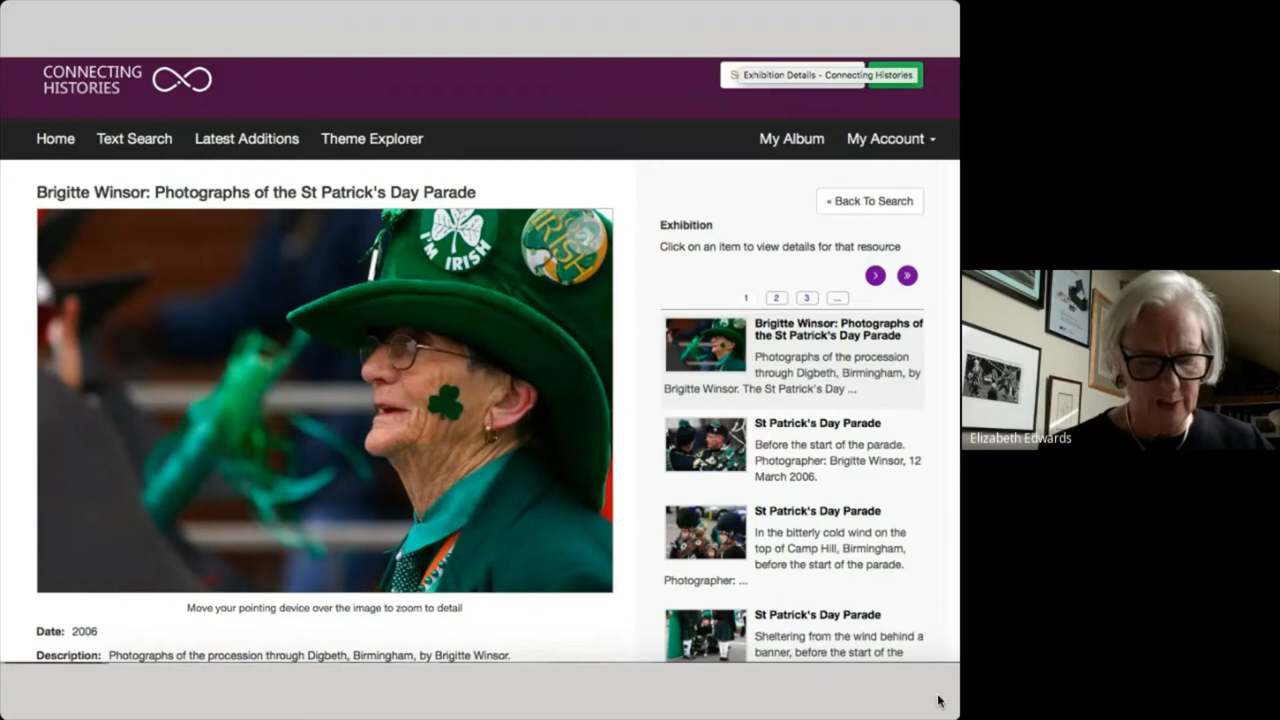 CONNECTING
HISTORIES
S
Exhibition Details - Connecting Histories
Home
Text Search
Latest Additions
Theme Explorer
My Album
My Account
Brigitte Winsor: Photographs of the St Patrick's Day Parade
I'M IRISH
IRISH
Move your pointing device over the image to zoom to detail
Date: 2006
Description: Photographs of the procession through Digbeth, Birmingham, by Brigitte Winsor.
« Back To Search
Exhibition
Click on an item to view details for that resource
› »
1 2 3 ...
Brigitte Winsor: Photographs of
the St Patrick's Day Parade
Photographs of the procession
through Digbeth, Birmingham, by
Brigitte Winsor. The St Patrick's Day ...
St Patrick's Day Parade
Before the start of the parade.
Photographer: Brigitte Winsor, 12
March 2006.
St Patrick's Day Parade
In the bitterly cold wind on the
top of Camp Hill, Birmingham,
before the start of the parade.
Photographer: ...
St Patrick's Day Parade
Sheltering from the wind behind a
banner, before the start of the
Elizabeth Edwards